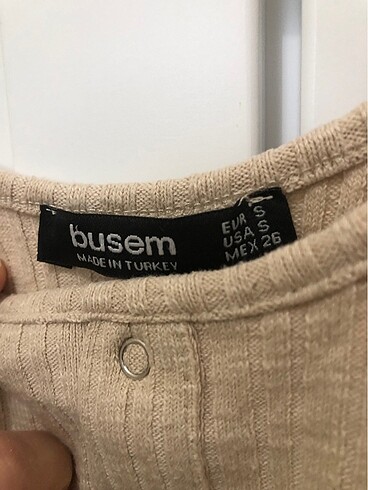 busem
MADE IN TURKEY
EUR S
USA S
MEX 26